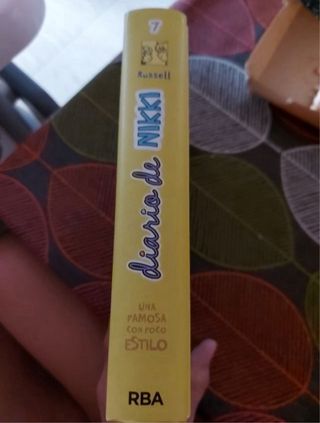 7
Russell
diario de NIKKI
UNA
FAMOSA
CON POCO
ESTILO
RBA